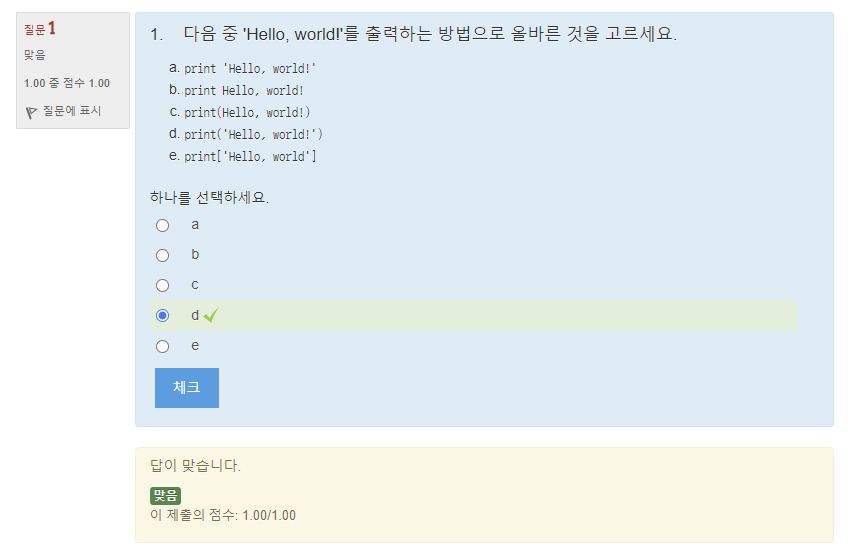 질문 1
맞음
1.00 중 점수 1.00
질문에 표시
1. 다음 중 'Hello, world!'를 출력하는 방법으로 올바른 것을 고르세요.
a. print 'Hello, world!'
b. print Hello, world!
c. print(Hello, world!)
d. print('Hello, world!')
e. print['Hello, world']
하나를 선택하세요.
a
b
c
d
e
체크
답이 맞습니다.
맞음
이 제출의 점수: 1.00/1.00